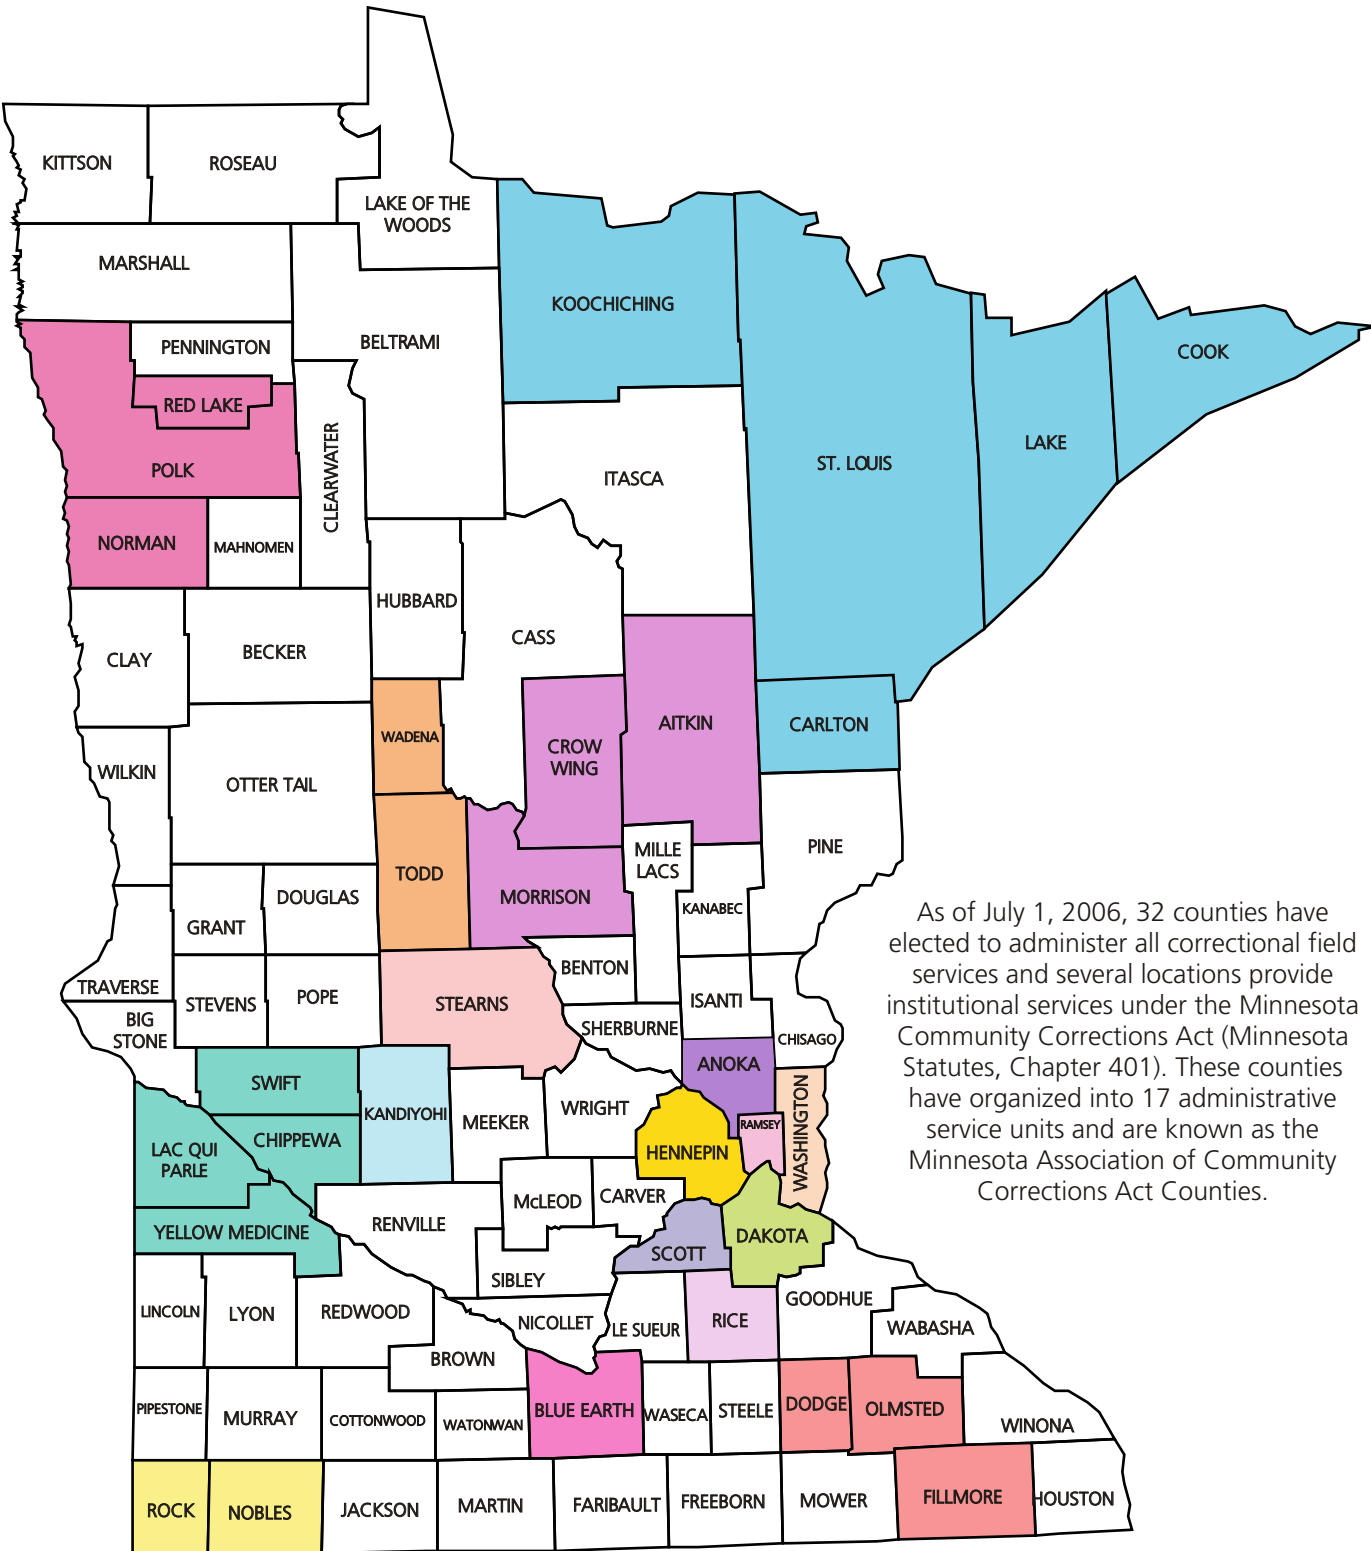 KITTSON
ROSEAU
LAKE OF THE
WOODS
MARSHALL
KOOCHICHING
PENNINGTON
BELTRAMI
COOK
RED LAKE
LAKE
POLK
ST. LOUIS
CLEARWATER
ITASCA
NORMAN
MAHNOMEN
HUBBARD
CASS
CLAY
BECKER
AITKIN
CARLTON
WADENA
CROW
WING
WILKIN
OTTER TAIL
MILLE
LACS
PINE
TODD
DOUGLAS
MORRISON
KANABEC
GRANT
BENTON
TRAVERSE
STEVENS
POPE
STEARNS
ISANTI
BIG
STONE
SHERBURNE
CHISAGO
ANOKA
SWIFT
KANDIYOHI
MEEKER
WRIGHT
WASHINGTON
RAMSEY
CHIPPEWA
LAC QUI
PARLE
HENNEPIN
McLEOD
CARVER
YELLOW MEDICINE
RENVILLE
DAKOTA
SCOTT
SIBLEY
LINCOLN
LYON
REDWOOD
NICOLLET
LE SUEUR
RICE
GOODHUE
WABASHA
BROWN
PIPESTONE
MURRAY
COTTONWOOD
WATONWAN
BLUE EARTH
WASECA
STEELE
DODGE
OLMSTED
WINONA
ROCK
NOBLES
JACKSON
MARTIN
FARIBAULT
FREEBORN
MOWER
FILLMORE
HOUSTON
As of July 1, 2006, 32 counties have
elected to administer all correctional field
services and several locations provide
institutional services under the Minnesota
Community Corrections Act (Minnesota
Statutes, Chapter 401). These counties
have organized into 17 administrative
service units and are known as the
Minnesota Association of Community
Corrections Act Counties.